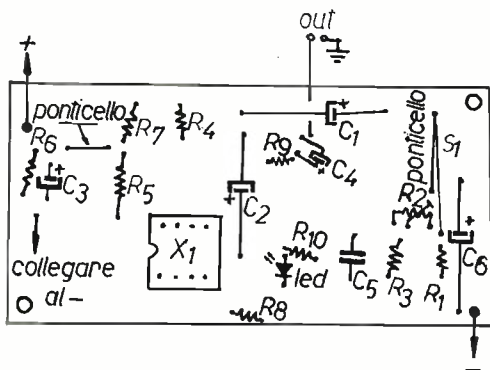 out
+
ponticello
R6
R7
R4
+
C1
ponticello
S1
R9
C4
+
C3
R5
+
C2
R2
+
X1
R10
led
C5
R3
R1
C6
collegare
al -
R8
-